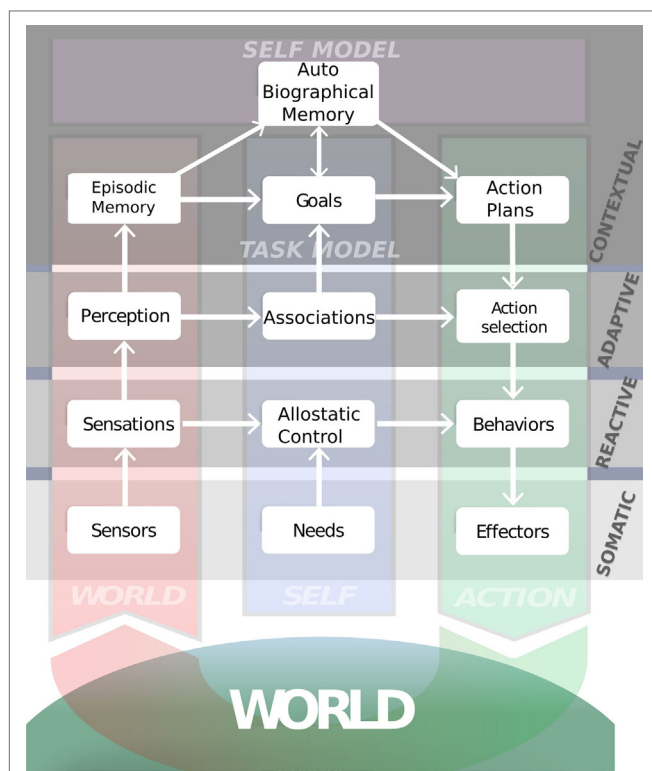 SELF MODEL
Auto
Biographical
Memory
Episodic
Memory
Goals
Action
Plans
CONTEXTUAL
TASK MODEL
Perception
Associations
Action
selection
ADAPTIVE
Sensations
Allostatic
Control
Behaviors
REACTIVE
Sensors
Needs
Effectors
SOMATIC
WORLD
SELF
ACTION
WORLD